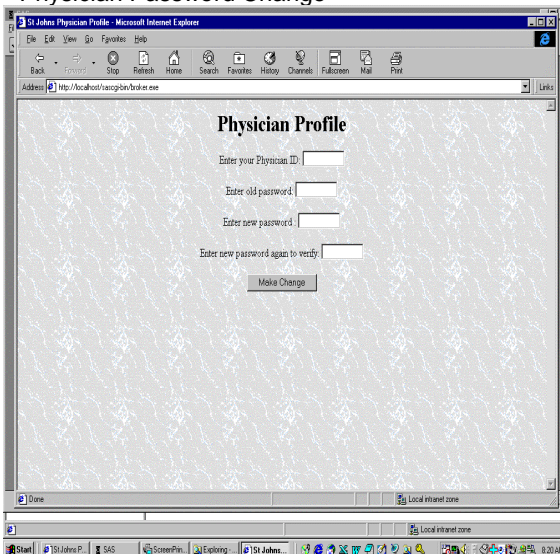 Physician Password Change
St Johns Physician Profile - Microsoft Internet Explorer
File Edit View Go Favorites Help
Back Forward Stop Refresh Home Search Favorites History Channels Fullscreen Mail Print
Address http://localhost/sascgi-bin/broker.exe Links
Physician Profile
Enter your Physician ID:
Enter old password:
Enter new password :
Enter new password again to verify:
Make Change
Done Local intranet zone
Local intranet zone
Start St Johns P... SAS ScreenPrin... Exploring - ... St Johns...